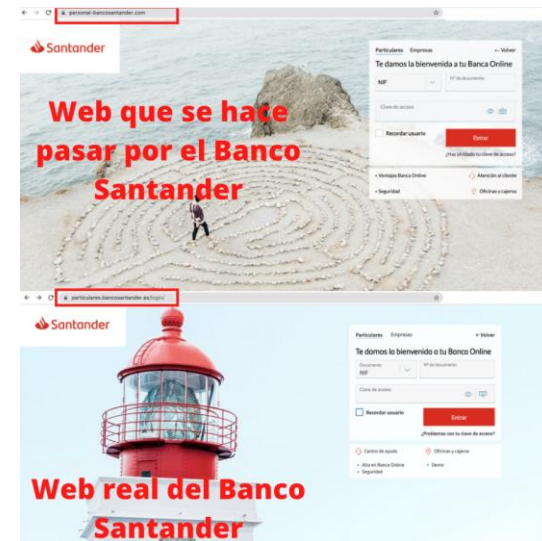 personal-bancosantander.com
Santander
Particulares Empresas ← Volver
Te damos la bienvenida a tu Banca Online
NIF
Nº de documento
Clave de acceso
Recordar usuario
Entrar
¿Has olvidado tu clave de acceso?
• Ventajas Banca Online
Atención al cliente
• Seguridad
Oficinas y cajeros
Web que se hace
pasar por el Banco
Santander
particulares.bancosantander.es/login/
Santander
Particulares Empresas ← Volver
Te damos la bienvenida a tu Banca Online
Documento
NIF
Nº de documento
Clave de acceso
Recordar usuario
Entrar
¿Problemas con tu clave de acceso?
Centro de ayuda
Oficinas y cajeros
• Alta en Banca Online
• Demo
• Seguridad
Web real del Banco
Santander